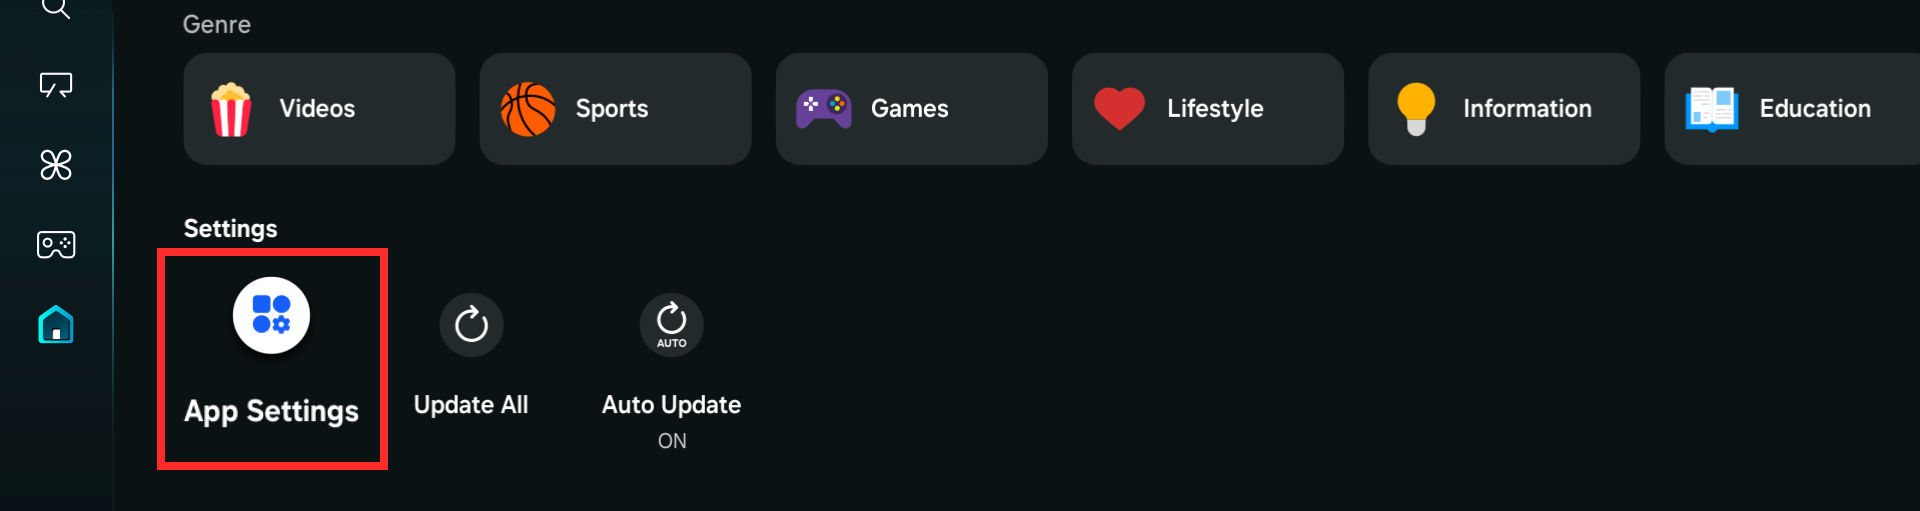 Genre
Videos
Sports
Games
Lifestyle
Information
Education
Settings
App Settings
Update All
AUTO
Auto Update
ON